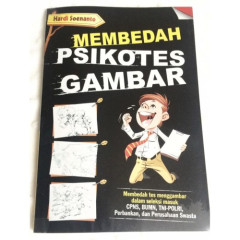 Hardi Soenanto
MEMBEDAH
PSIKOTES
GAMBAR
Membedah tes menggambar
dalam seleksi masuk
CPNS, BUMN, TNI-POLRI,
Perbankan, dan Perusahaan Swasta